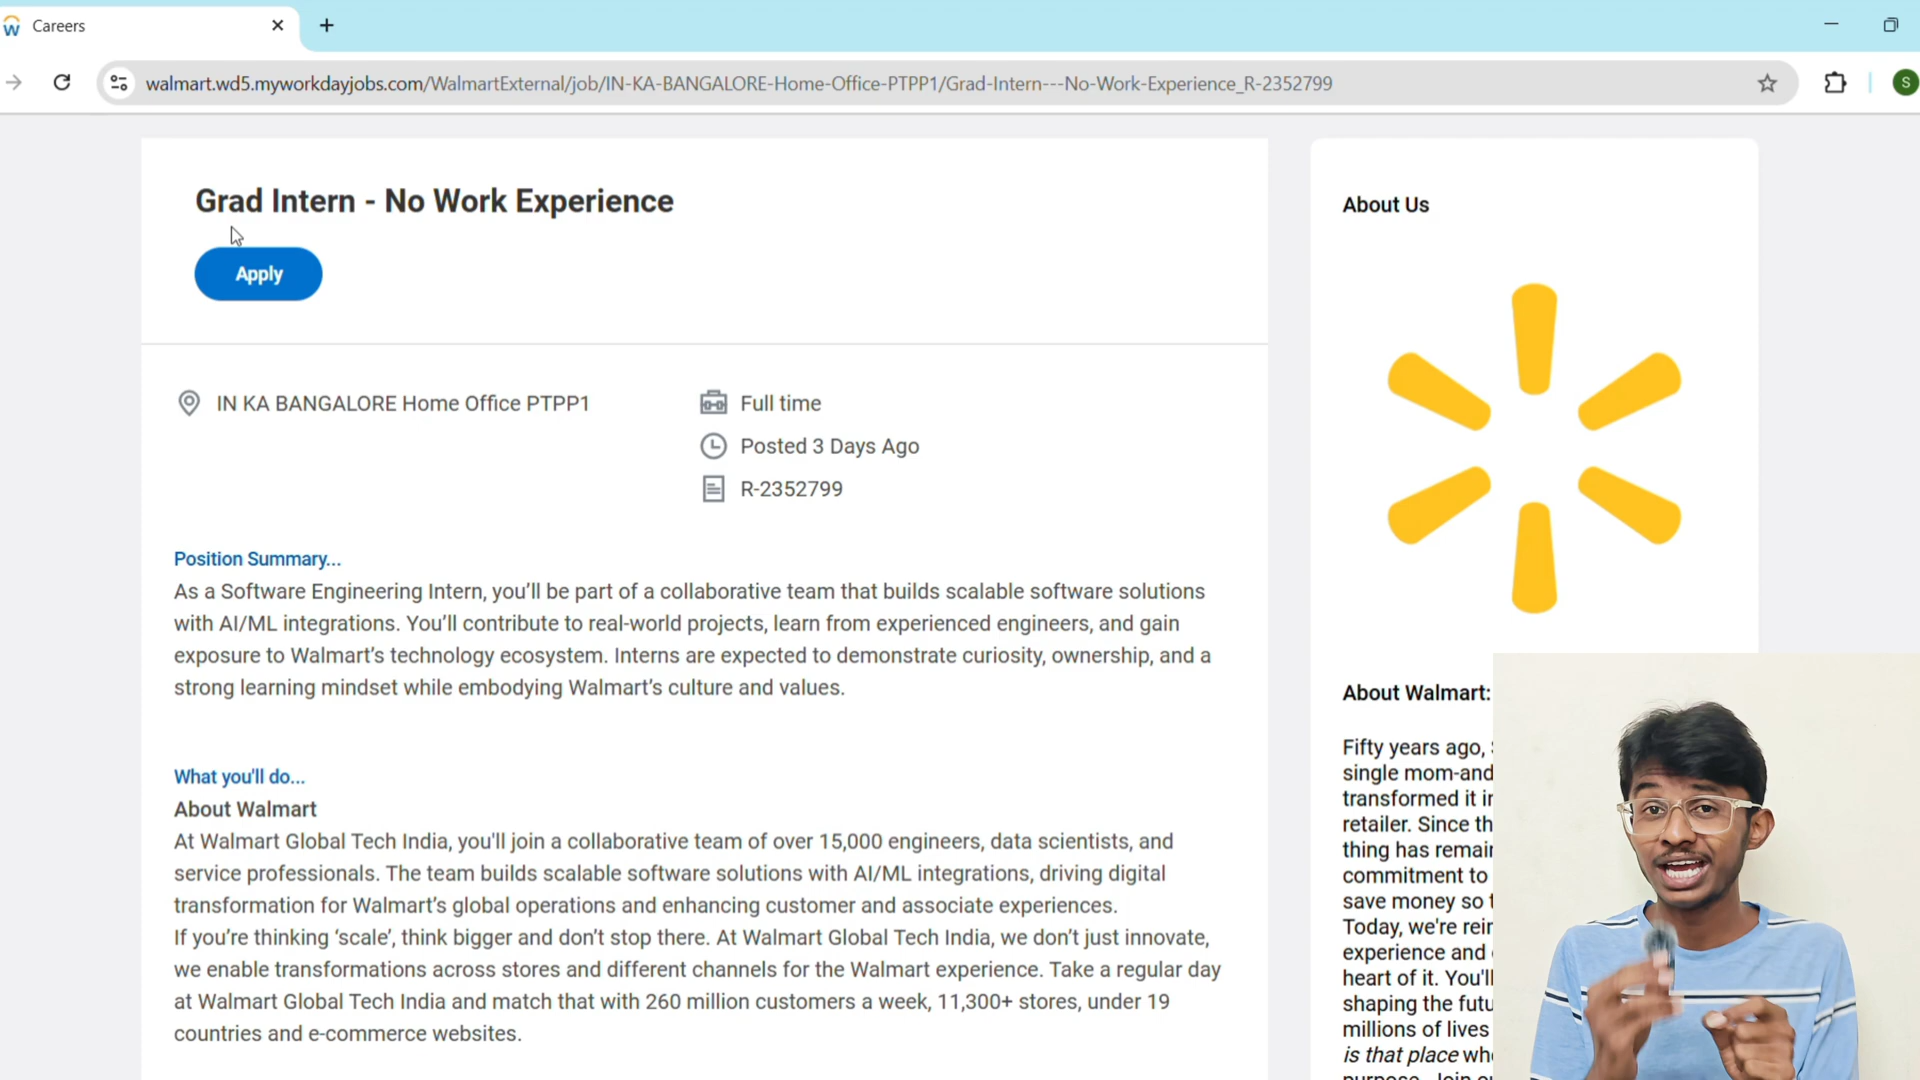 Careers
walmart.wd5.myworkdayjobs.com/WalmartExternal/job/IN-KA-BANGALORE-Home-Office-PTPP1/Grad-Intern---No-Work-Experience_R-2352799
S
Grad Intern - No Work Experience
Apply
IN KA BANGALORE Home Office PTPP1
Full time
Posted 3 Days Ago
R-2352799
Position Summary...
As a Software Engineering Intern, you’ll be part of a collaborative team that builds scalable software solutions
with AI/ML integrations. You’ll contribute to real-world projects, learn from experienced engineers, and gain
exposure to Walmart’s technology ecosystem. Interns are expected to demonstrate curiosity, ownership, and a
strong learning mindset while embodying Walmart’s culture and values.
What you'll do...
About Walmart
At Walmart Global Tech India, you'll join a collaborative team of over 15,000 engineers, data scientists, and
service professionals. The team builds scalable software solutions with AI/ML integrations, driving digital
transformation for Walmart’s global operations and enhancing customer and associate experiences.
If you’re thinking ‘scale’, think bigger and don’t stop there. At Walmart Global Tech India, we don’t just innovate,
we enable transformations across stores and different channels for the Walmart experience. Take a regular day
at Walmart Global Tech India and match that with 260 million customers a week, 11,300+ stores, under 19
countries and e-commerce websites.
About Us
About Walmart:
Fifty years ago,
single mom-and
transformed it
retailer. Since
thing has
commitment to
save money so
Today, we're
experience and
heart of it. You'll
shaping the
millions of lives
is that place